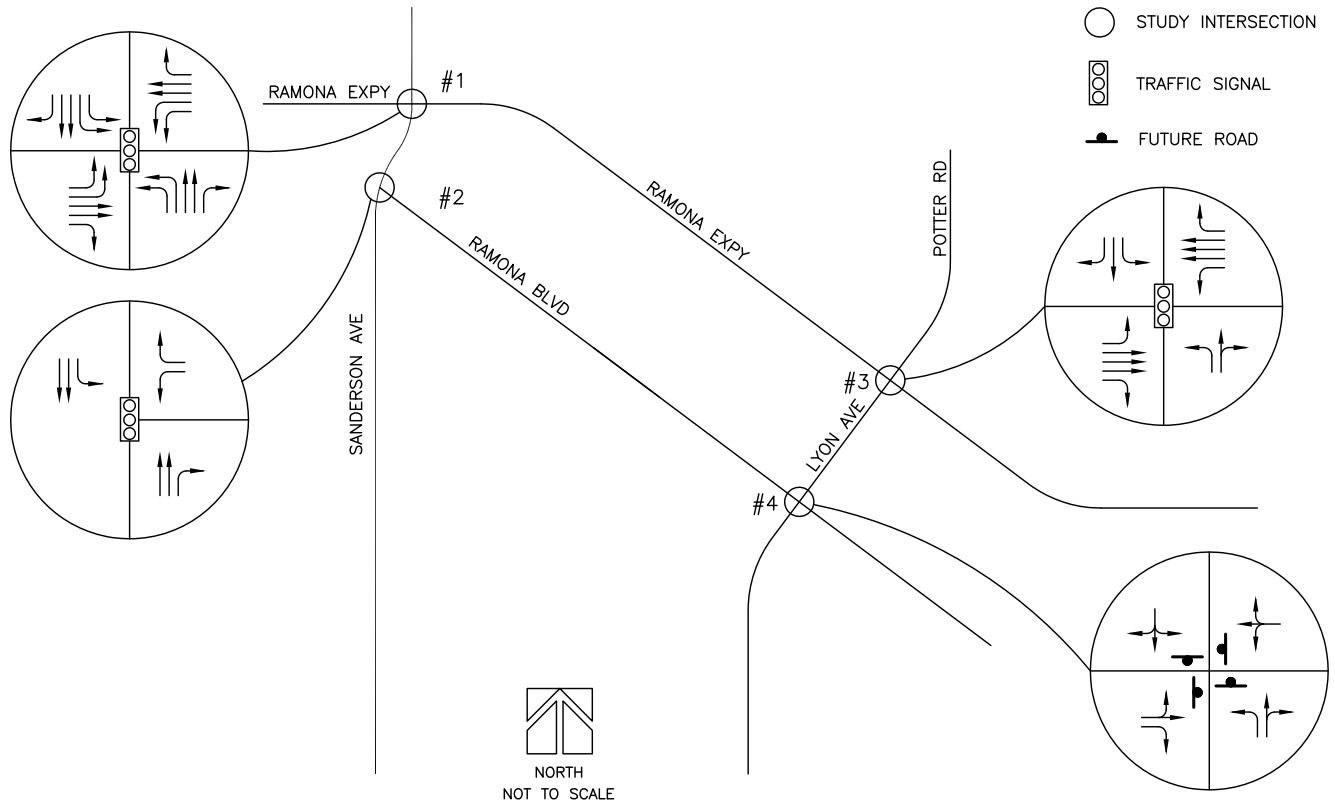 STUDY INTERSECTION
TRAFFIC SIGNAL
FUTURE ROAD
#1
RAMONA EXPY
#2
RAMONA EXPY
POTTER RD
RAMONA BLVD
SANDERSON AVE
#3
LYON AVE
#4
NORTH
NOT TO SCALE